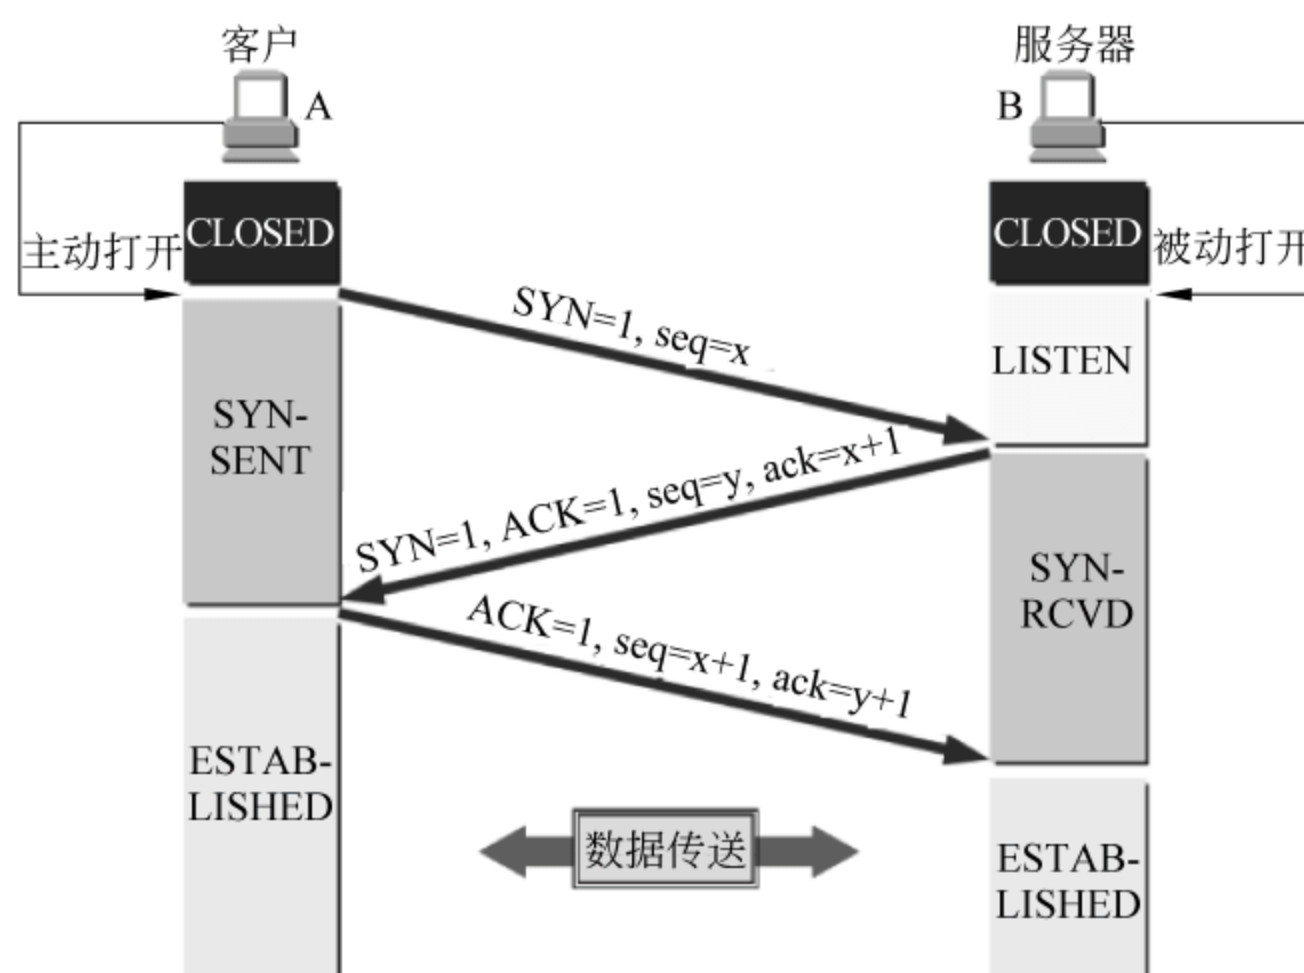 客户
服务器
A
B
CLOSED
CLOSED
主动打开
被动打开
SYN=1, seq=x
LISTEN
SYN-
SENT
SYN=1, ACK=1, seq=y, ack=x+1
SYN-
RCVD
ACK=1, seq=x+1, ack=y+1
ESTAB-
LISHED
数据传送
ESTAB-
LISHED